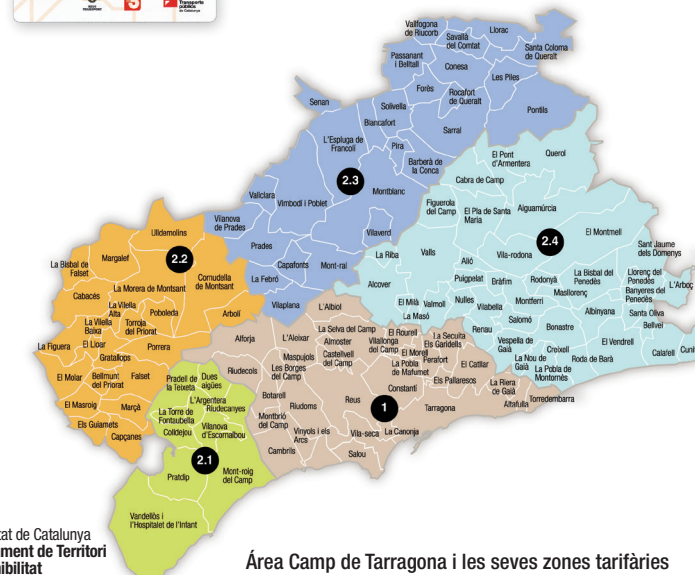 Transports
públics
de Catalunya
Vallfogona
de Riucorb
Savallà
del Comtat
Llorac
Santa Coloma
de Queralt
Passanant
i Belltall
Conesa
Les Piles
Forès
Rocafort
de Queralt
Senan
Solivella
Pontils
Blancafort
Sarral
L'Espluga de
Francolí
Pira
Barberà de
la Conca
2.3
Montblanc
Vallclara
Vimbodí i Poblet
Vilanova
de Prades
Vilaverd
Prades
Capafonts
Mont-ral
La Febró
Vilaplana
El Pont
d'Armentera
Querol
Cabra de Camp
Figuerola
del Camp
El Pla de Santa
Maria
Aiguamúrcia
2.4
El Montmell
Sant Jaume
dels Domenys
La Riba
Valls
Vila-rodona
Alió
Alcover
Puigpelat
Bràfim
Rodonyà
La Bisbal del
Penedès
Llorenç del
Penedès
L'Arboç
Masllorenç
Banyeres del
Penedès
El Milà
Valmoll
Nulles
Vilabella
Montferri
Albinyana
Santa Oliva
La Masó
Salomó
Bellvei
Renau
Bonastre
Vespella de
Gaià
Creixell
El Vendrell
Calafell
Cunit
La Nou de
Gaià
Roda de Barà
La Pobla de
Montornès
Ulldemolins
2.2
La Bisbal de
Falset
Margalef
Cornudella
de Montsant
La Morera de Montsant
Cabacés
La Vilella
Alta
Poboleda
Arbolí
La Vilella
Baixa
Torroja
del Priorat
La Figuera
El Lloar
Porrera
Gratallops
El Molar
Bellmunt
del Priorat
Falset
El Masroig
Marçà
Els Guiamets
Capçanes
L'Albiol
Alforja
L'Aleixar
La Selva del Camp
El Rourell
La Secuita
Almoster
Vilallonga
del Camp
Els Garidells
Maspujols
Castellvell
del Camp
El Morell
Perafort
Riudecols
Les Borges
del Camp
La Pobla
de Mafumet
El Catllar
Constantí
Els Pallaresos
La Riera
de Gaià
Botarell
Reus
1
Altafulla
Torredembarra
Riudoms
Tarragona
Montbrió
del Camp
Vinyols i els
Arcs
Vila-seca
La Canonja
Cambrils
Salou
Pradel de
la Teixeta
Dues
aigües
L'Argentera
Riudecanyes
La Torre de
Fontaubella
Colldejou
Vilanova
d'Escornalbou
2.1
Pratdip
Mont-roig
del Camp
Vandellòs i
l'Hospitalet de l'Infant
tat de Catalunya
ment de Territori
ibilitat
Área Camp de Tarragona i les seves zones tarifàries